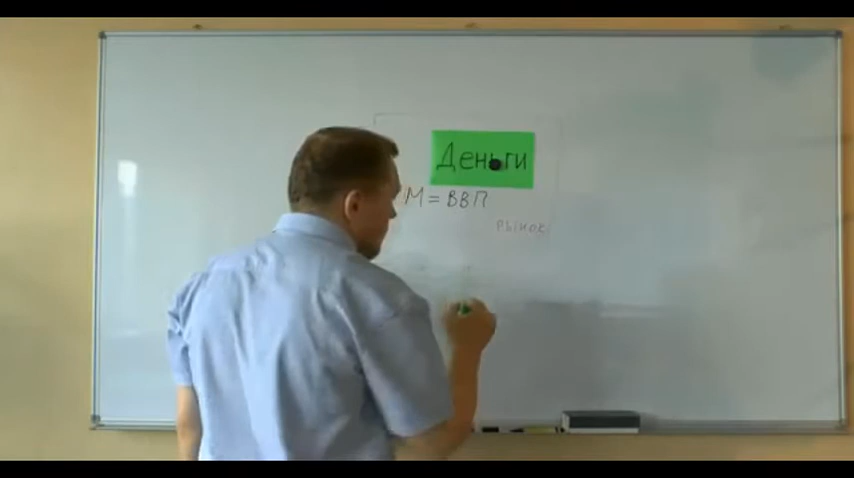 Деньги
М = ВВП
рынок